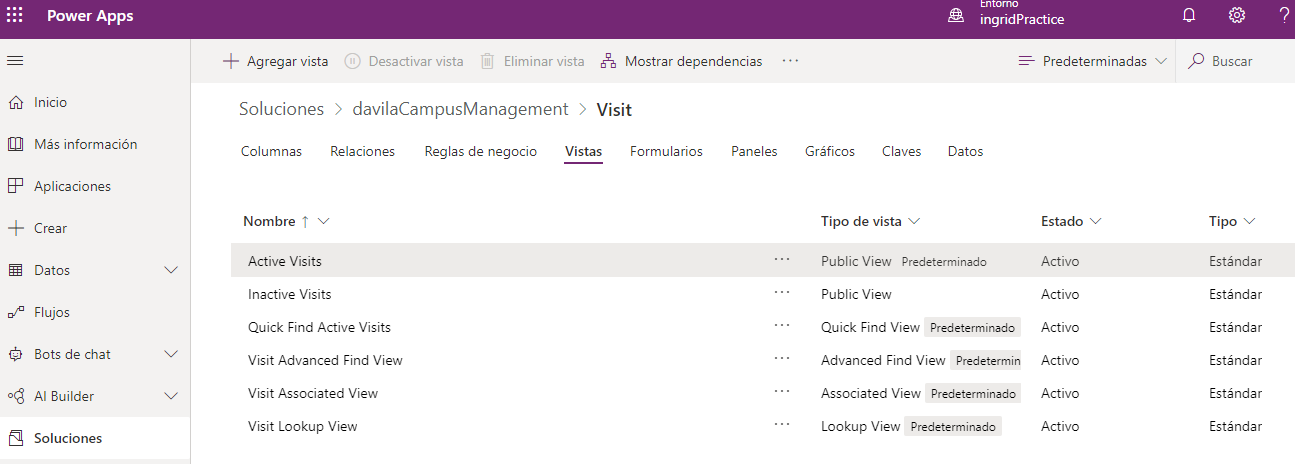 Power Apps
Entorno
ingridPractice
?
Agregar vista Desactivar vista Eliminar vista Mostrar dependencias ··· Predeterminadas Buscar
Inicio
Más información
Aplicaciones
Crear
Datos
Flujos
Bots de chat
AI Builder
Soluciones
Soluciones > davilaCampusManagement > Visit
Columnas Relaciones Reglas de negocio Vistas Formularios Paneles Gráficos Claves Datos
Nombre ↑ Tipo de vista Estado Tipo
Active Visits ··· Public View Predeterminado Activo Estándar
Inactive Visits ··· Public View Activo Estándar
Quick Find Active Visits ··· Quick Find View Predeterminado Activo Estándar
Visit Advanced Find View ··· Advanced Find View Predetermin Activo Estándar
Visit Associated View ··· Associated View Predeterminado Activo Estándar
Visit Lookup View ··· Lookup View Predeterminado Activo Estándar